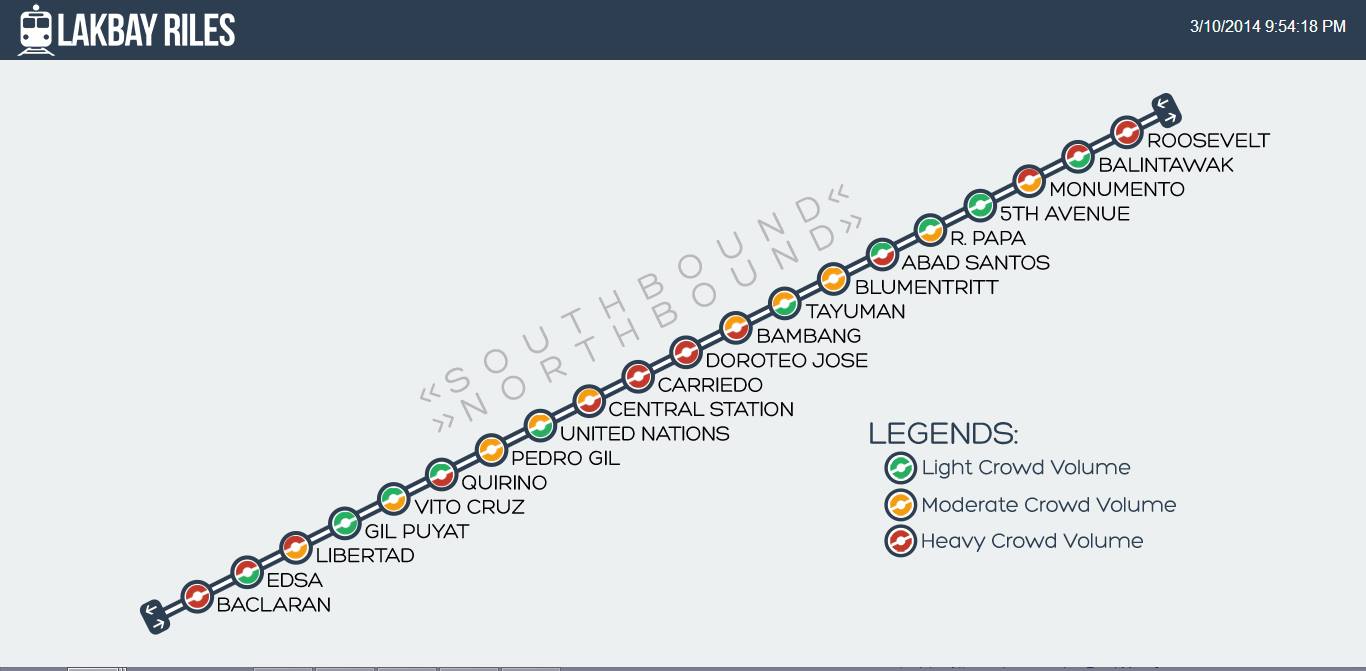 LAKBAY RILES
3/10/2014 9:54:18 PM
ROOSEVELT
BALINTAWAK
MONUMENTO
5TH AVENUE
R. PAPA
ABAD SANTOS
BLUMENTRITT
TAYUMAN
BAMBANG
DOROTEO JOSE
CARRIEDO
CENTRAL STATION
UNITED NATIONS
PEDRO GIL
QUIRINO
VITO CRUZ
GIL PUYAT
LIBERTAD
EDSA
BACLARAN
«SOUTHBOUND«
»NORTHBOUND»
LEGENDS:
Light Crowd Volume
Moderate Crowd Volume
Heavy Crowd Volume